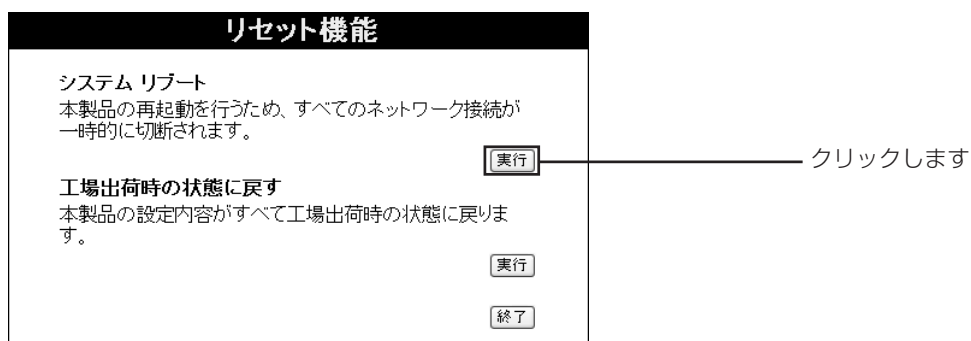 リセット機能
システム リブート
本製品の再起動を行うため、すべてのネットワーク接続が
一時的に切断されます。
実行
クリックします
工場出荷時の状態に戻す
本製品の設定内容がすべて工場出荷時の状態に戻りま
す。
実行
終了